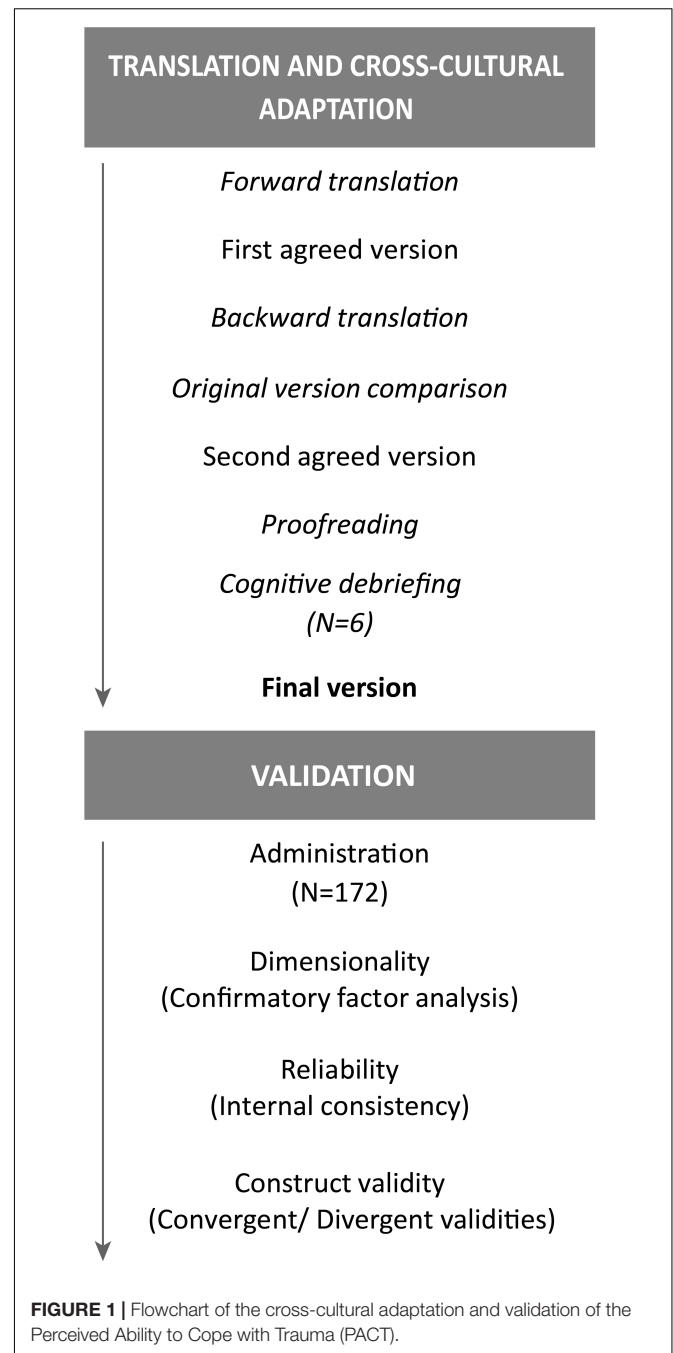 TRANSLATION AND CROSS-CULTURAL
ADAPTATION
Forward translation
First agreed version
Backward translation
Original version comparison
Second agreed version
Proofreading
Cognitive debriefing
(N=6)
Final version
VALIDATION
Administration
(N=172)
Dimensionality
(Confirmatory factor analysis)
Reliability
(Internal consistency)
Construct validity
(Convergent/ Divergent validities)
FIGURE 1 | Flowchart of the cross-cultural adaptation and validation of the
Perceived Ability to Cope with Trauma (PACT).